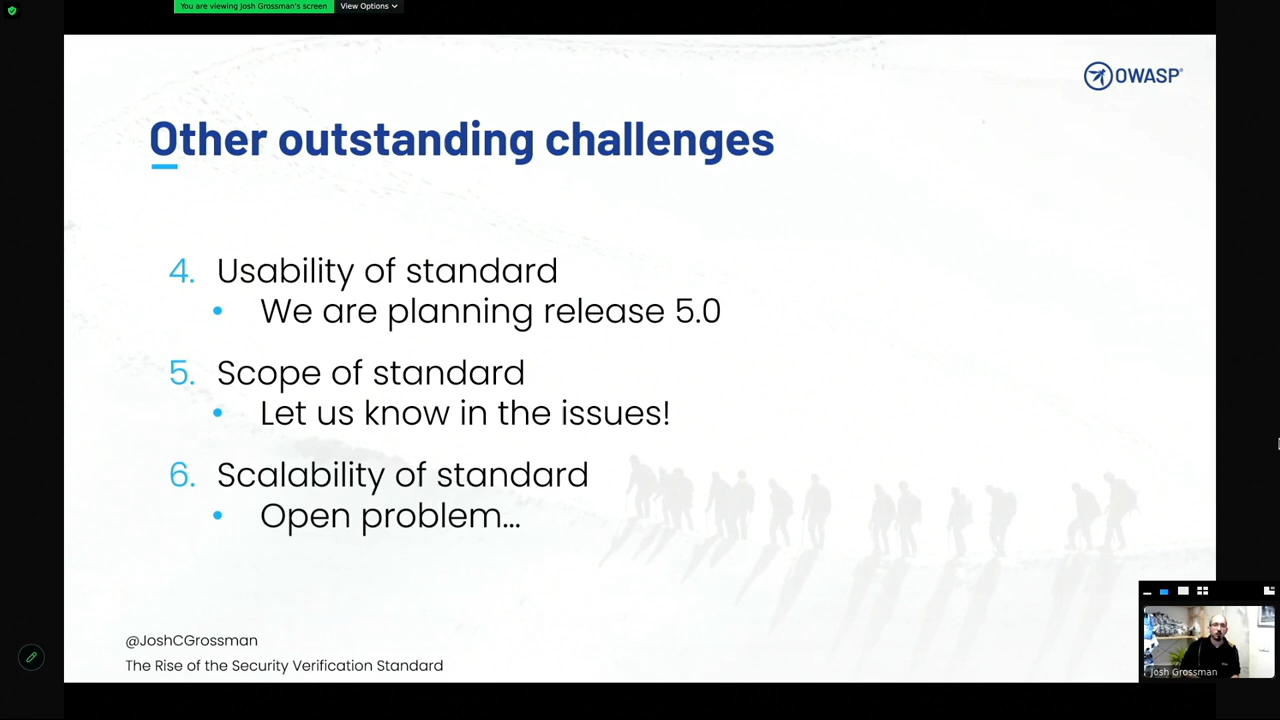 You are viewing Josh Grossman's screen
View Options
OWASP
Other outstanding challenges
4. Usability of standard
• We are planning release 5.0
5. Scope of standard
• Let us know in the issues!
6. Scalability of standard
• Open problem...
@JoshCGrossman
The Rise of the Security Verification Standard
Josh Grossman